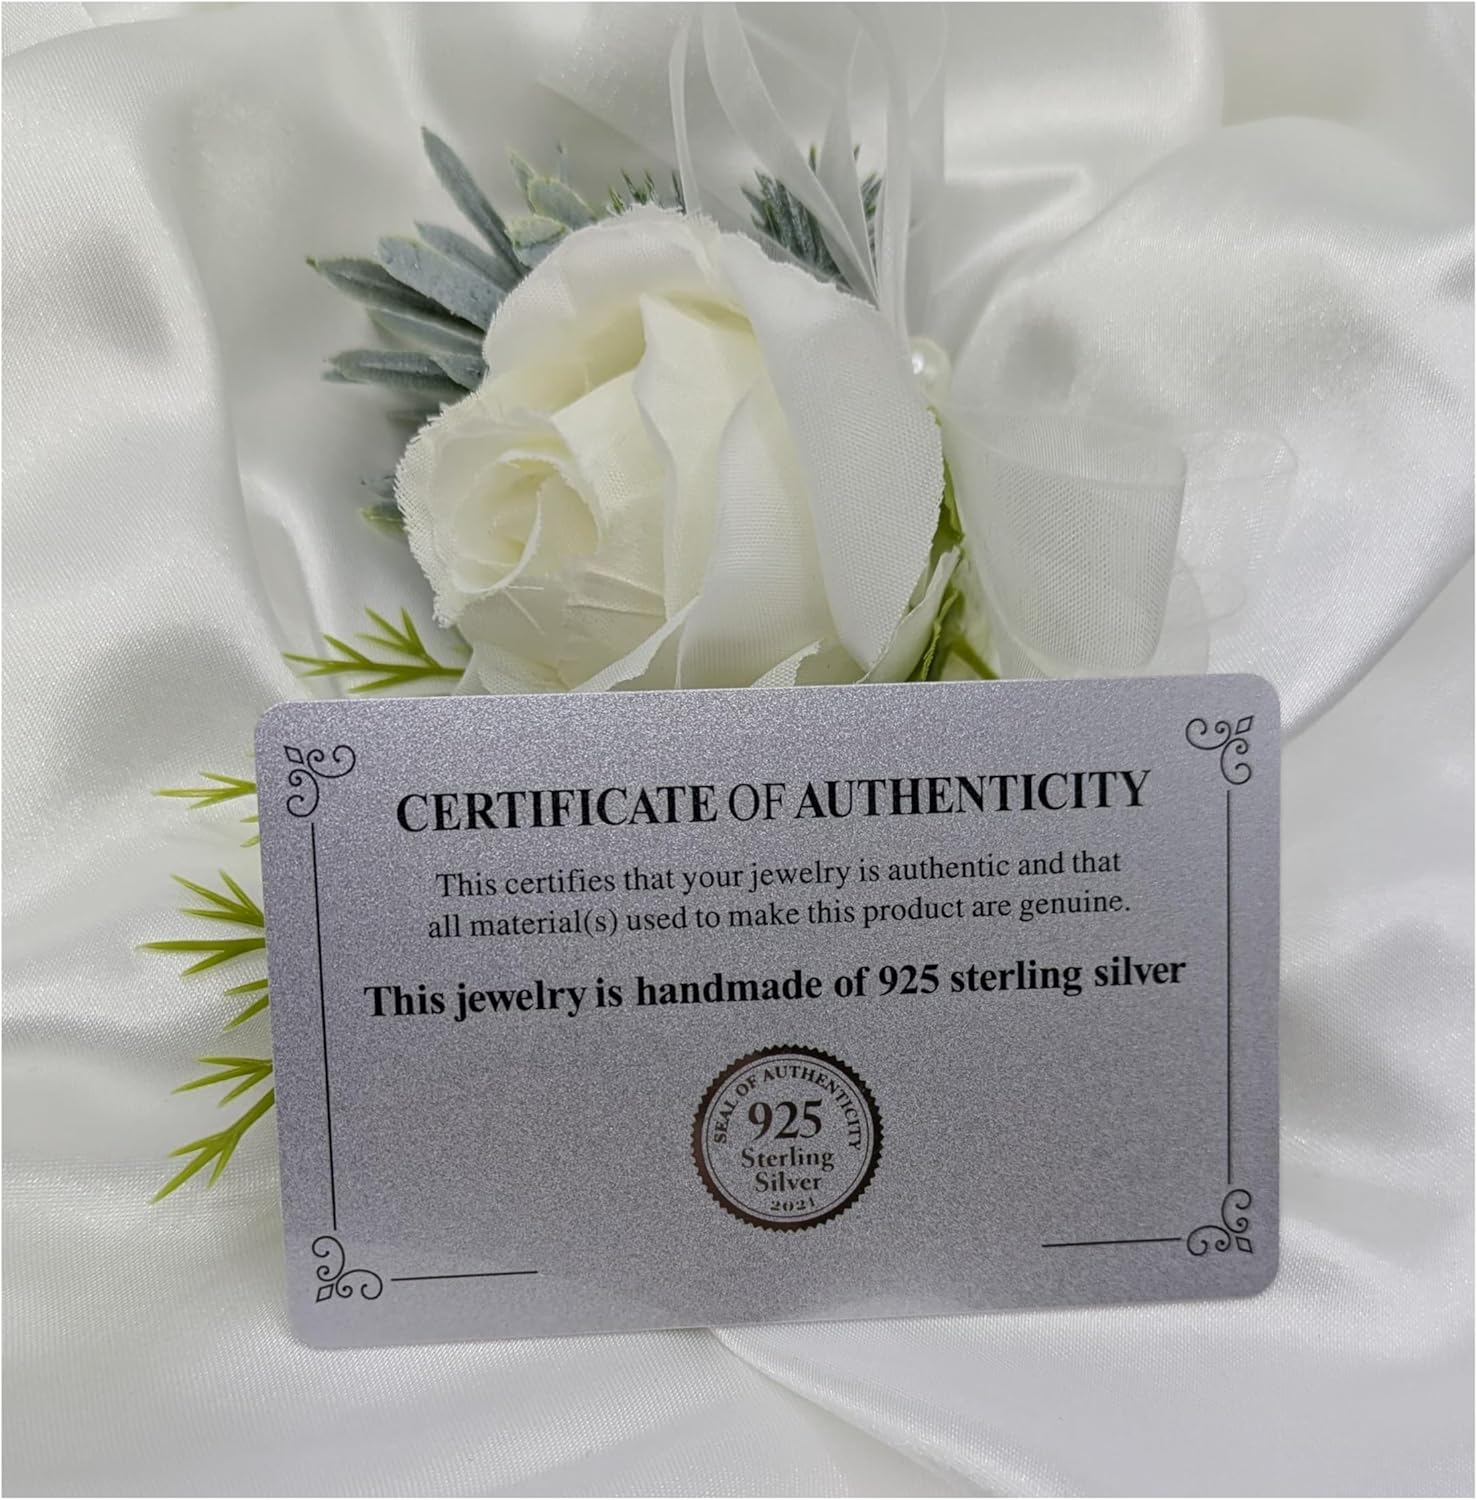 CERTIFICATE OF AUTHENTICITY
This certifies that your jewelry is authentic and that
all material(s) used to make this product are genuine.
This jewelry is handmade of 925 sterling silver
SEAL OF AUTHENTICITY
925
Sterling
Silver
2021